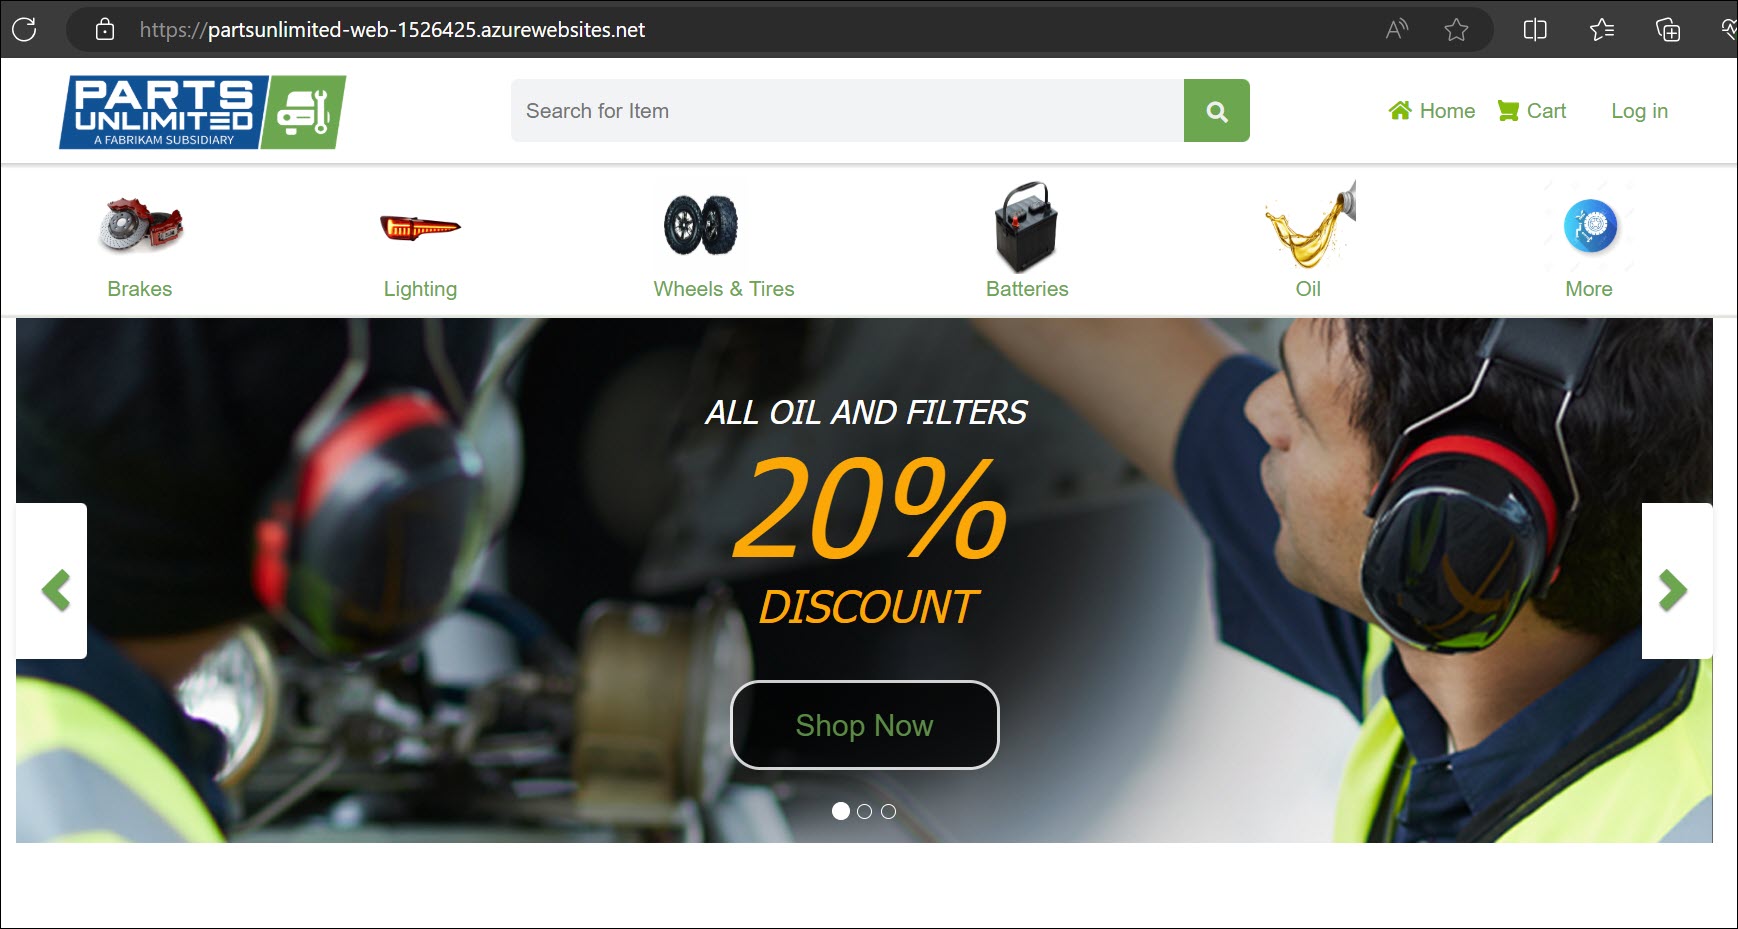 https://partsunlimited-web-1526425.azurewebsites.net
PARTS
UNLIMITED
A FABRIKAM SUBSIDIARY
Search for Item
Home
Cart
Log in
Brakes
Lighting
Wheels & Tires
Batteries
Oil
More
ALL OIL AND FILTERS
20%
DISCOUNT
Shop Now